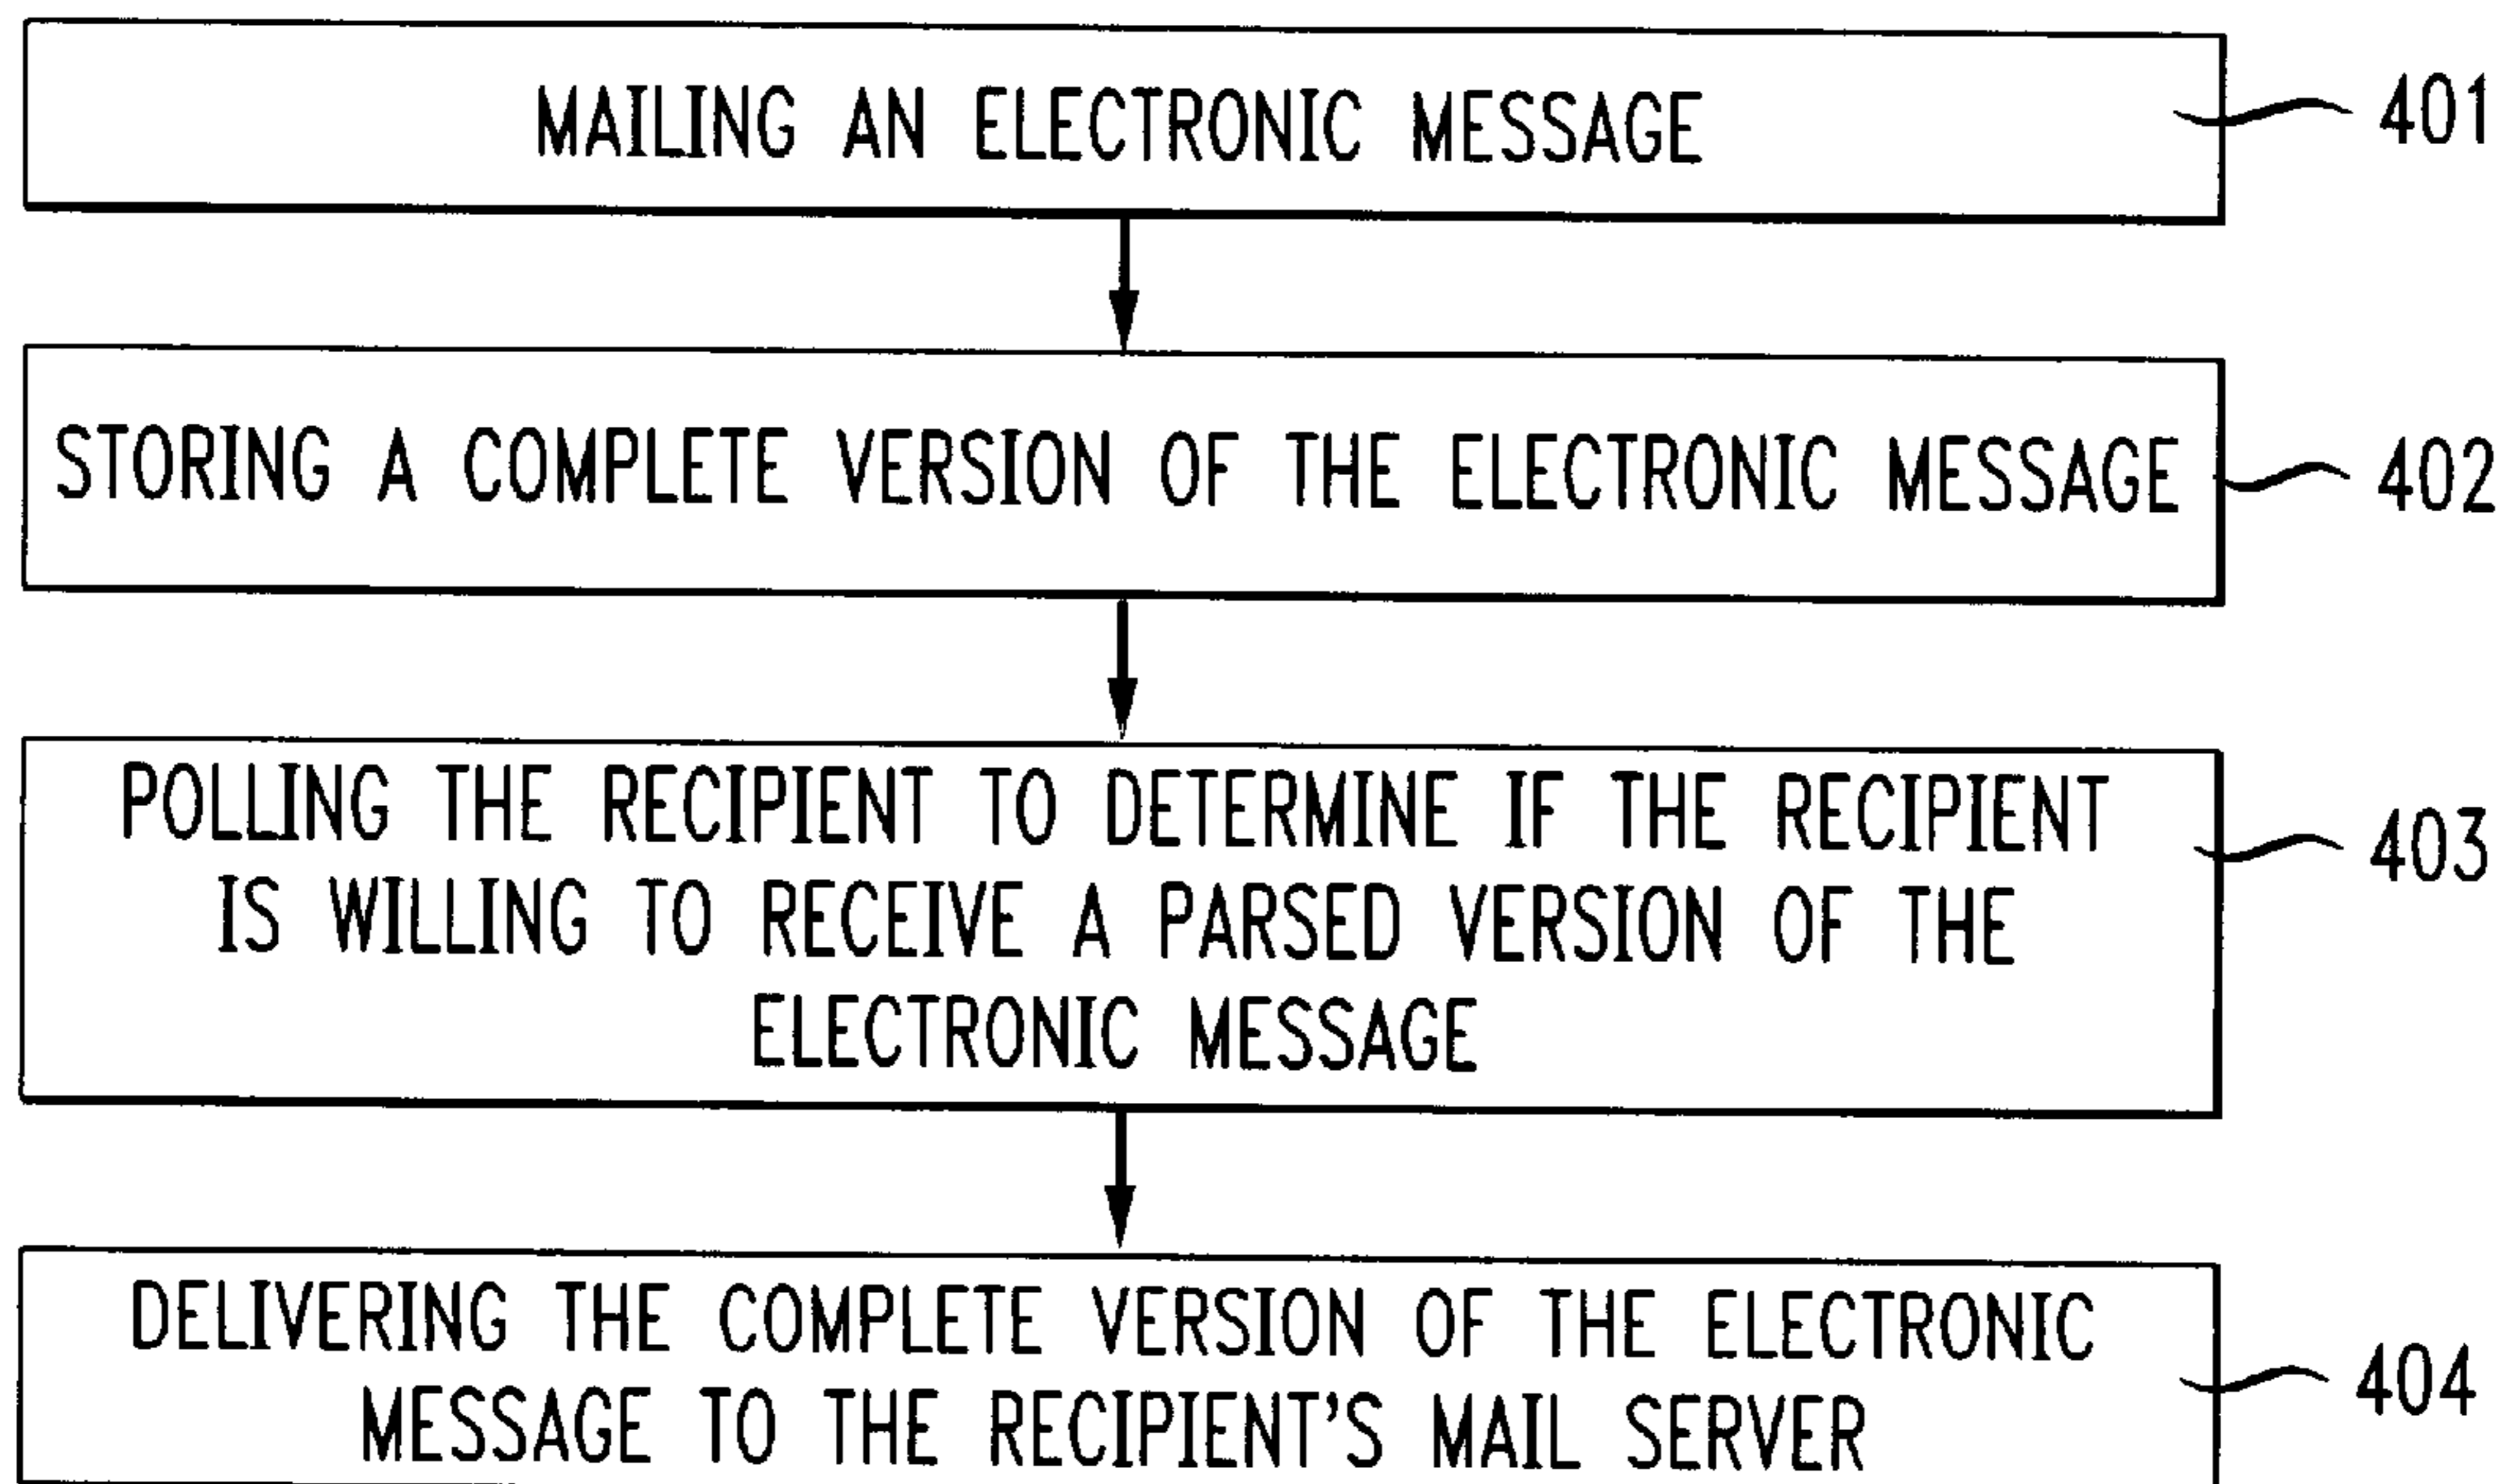 MAILING AN ELECTRONIC MESSAGE
401
STORING A COMPLETE VERSION OF THE ELECTRONIC MESSAGE
402
POLLING THE RECIPIENT TO DETERMINE IF THE RECIPIENT
IS WILLING TO RECEIVE A PARSED VERSION OF THE
ELECTRONIC MESSAGE
403
DELIVERING THE COMPLETE VERSION OF THE ELECTRONIC
MESSAGE TO THE RECIPIENT'S MAIL SERVER
404